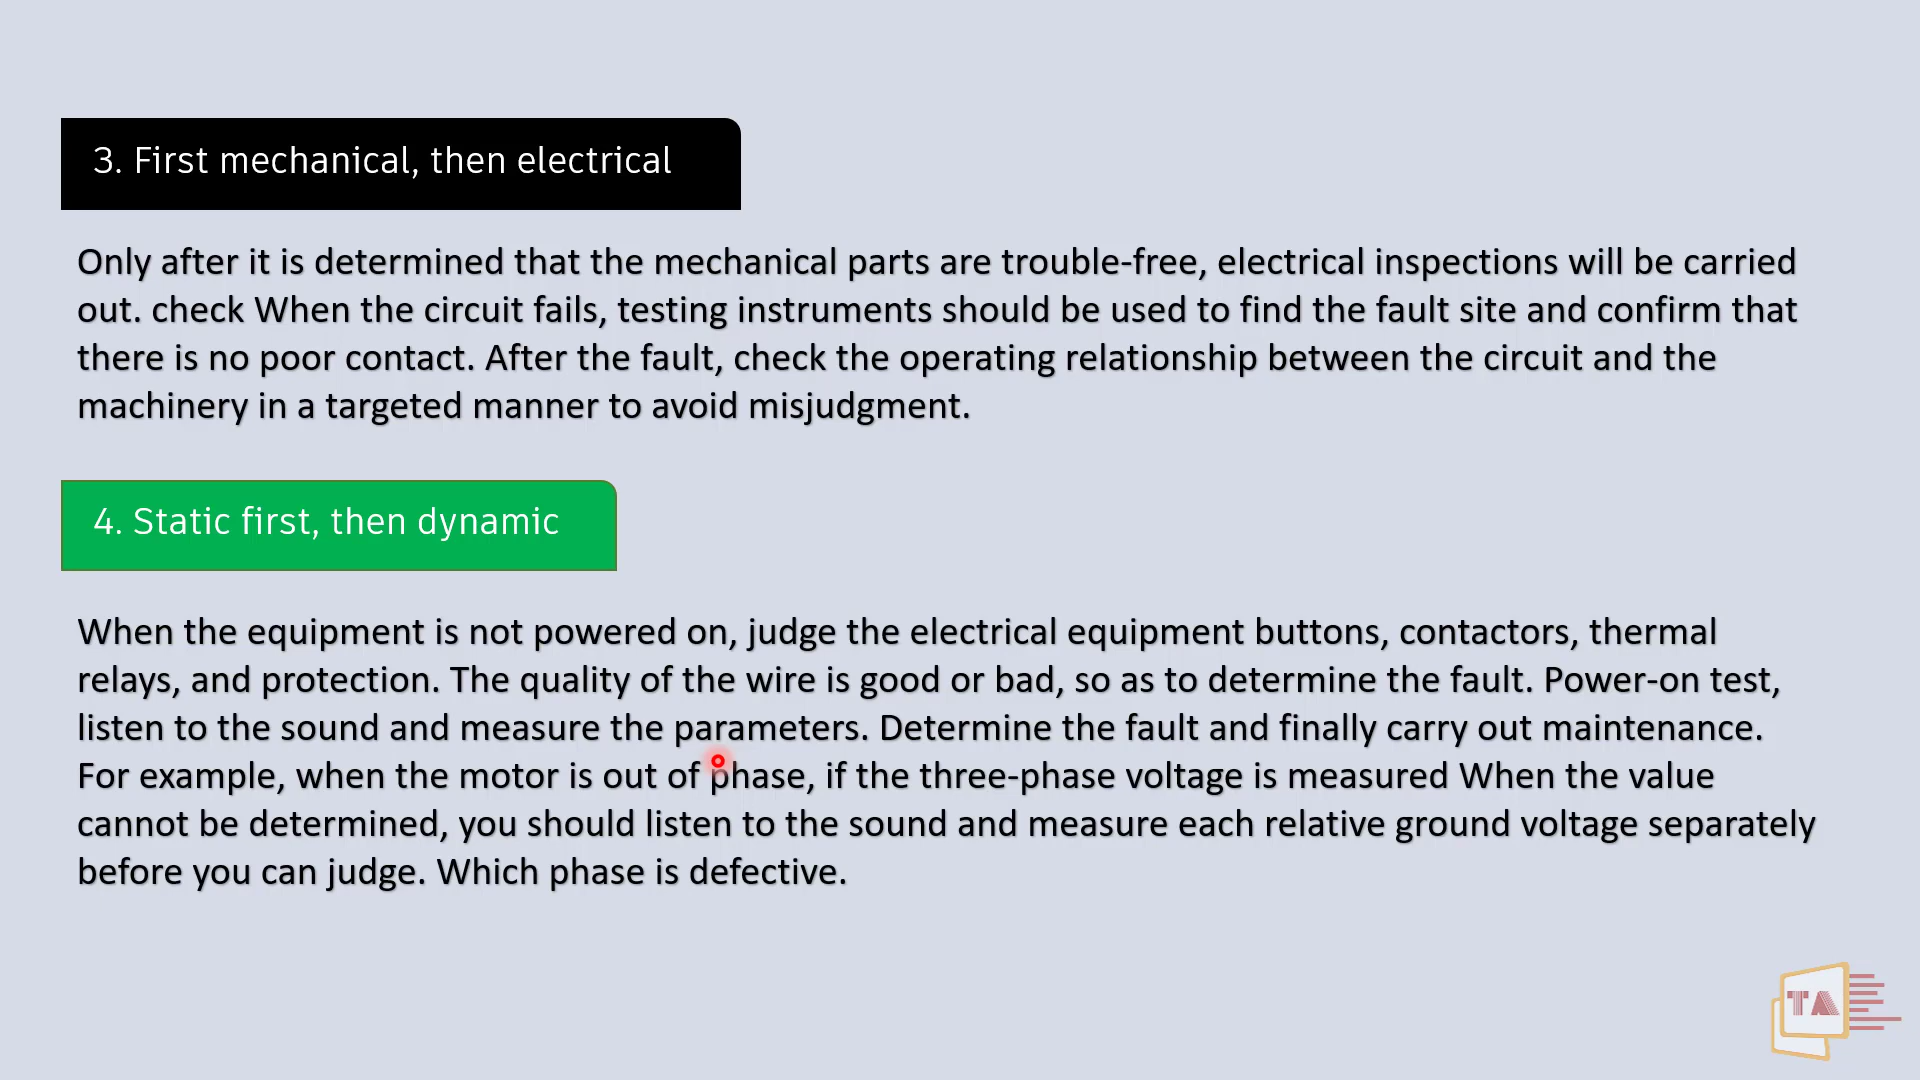 3. First mechanical, then electrical
Only after it is determined that the mechanical parts are trouble-free, electrical inspections will be carried
out. check When the circuit fails, testing instruments should be used to find the fault site and confirm that
there is no poor contact. After the fault, check the operating relationship between the circuit and the
machinery in a targeted manner to avoid misjudgment.
4. Static first, then dynamic
When the equipment is not powered on, judge the electrical equipment buttons, contactors, thermal
relays, and protection. The quality of the wire is good or bad, so as to determine the fault. Power-on test,
listen to the sound and measure the parameters. Determine the fault and finally carry out maintenance.
For example, when the motor is out of phase, if the three-phase voltage is measured When the value
cannot be determined, you should listen to the sound and measure each relative ground voltage separately
before you can judge. Which phase is defective.
TA